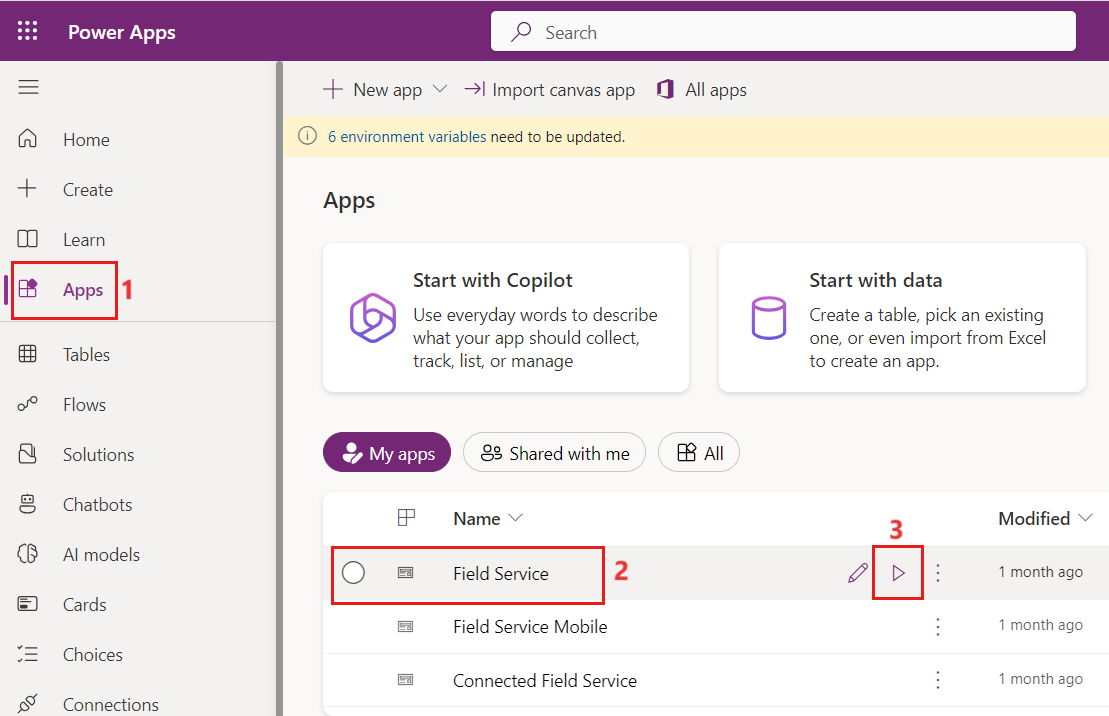 Power Apps
Search
New app
Import canvas app
All apps
6 environment variables need to be updated.
Home
Create
Learn
Apps
1
Tables
Flows
Solutions
Chatbots
AI models
Cards
Choices
Connections
Apps
Start with Copilot
Use everyday words to describe
what your app should collect,
track, list, or manage
Start with data
Create a table, pick an existing
one, or even import from Excel
to create an app.
My apps
Shared with me
All
Name
Modified
3
Field Service
2
1 month ago
Field Service Mobile
1 month ago
Connected Field Service
1 month ago